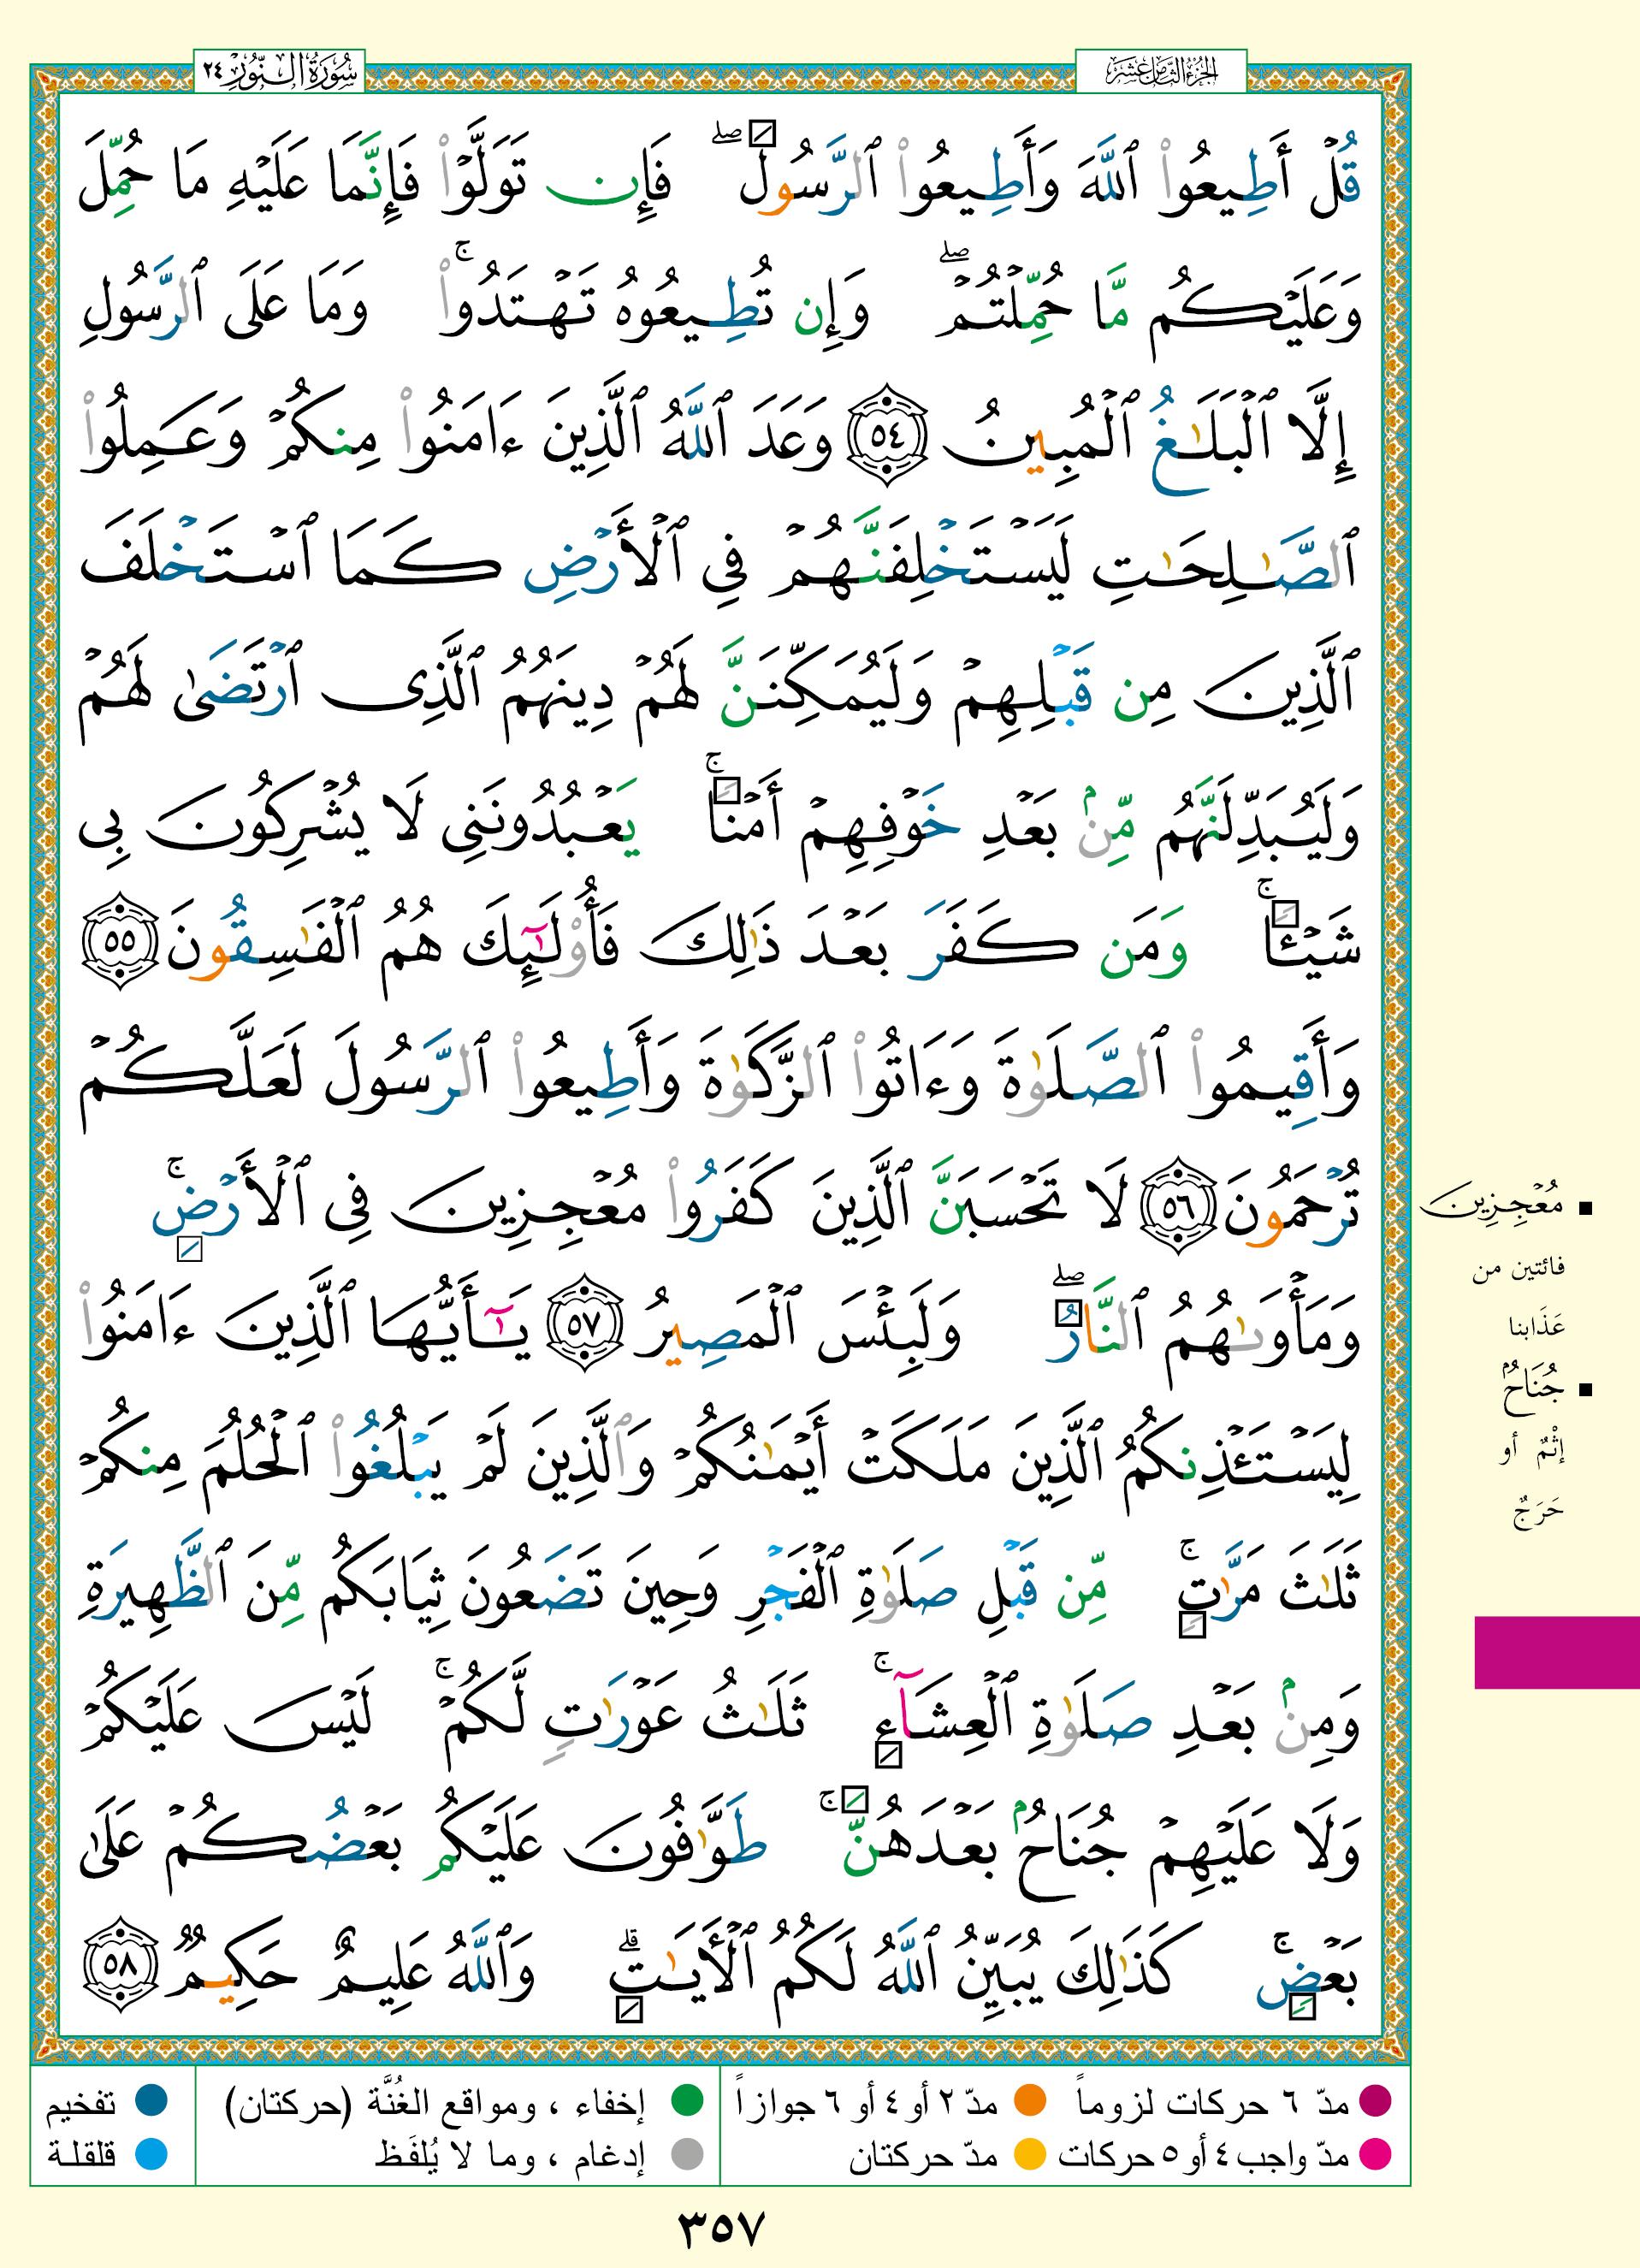 الجزء الثامن عشر
سورة النور ٢٤
قُلۡ أَطِيعُوا۟ ٱللَّهَ وَأَطِيعُوا۟ ٱلرَّسُولَۖ فَإِن تَوَلَّوۡا۟ فَإِنَّمَا عَلَيۡهِ مَا حُمِّلَ
وَعَلَيۡكُم مَّا حُمِّلۡتُمۡۖ وَإِن تُطِيعُوهُ تَهۡتَدُوا۟ۚ وَمَا عَلَى ٱلرَّسُولِ
إِلَّا ٱلۡبَلَٰغُ ٱلۡمُبِينُ ٥٤ وَعَدَ ٱللَّهُ ٱلَّذِينَ ءَامَنُوا۟ مِنكُمۡ وَعَمِلُوا۟
ٱلصَّٰلِحَٰتِ لَيَسۡتَخۡلِفَنَّهُمۡ فِي ٱلۡأَرۡضِ كَمَا ٱسۡتَخۡلَفَ
ٱلَّذِينَ مِن قَبۡلِهِمۡ وَلَيُمَكِّنَنَّ لَهُمۡ دِينَهُمُ ٱلَّذِى ٱرۡتَضَىٰ لَهُمۡ
وَلَيُبَدِّلَنَّهُم مِّنۢ بَعۡدِ خَوۡفِهِمۡ أَمۡنٗاۚ يَعۡبُدُونَنِى لَا يُشۡرِكُونَ بِى
شَيۡـٔٗاۚ وَمَن كَفَرَ بَعۡدَ ذَٰلِكَ فَأُو۟لَٰٓئِكَ هُمُ ٱلۡفَٰسِقُونَ ٥٥
وَأَقِيمُوا۟ ٱلصَّلَوٰةَ وَءَاتُوا۟ ٱلزَّكَوٰةَ وَأَطِيعُوا۟ ٱلرَّسُولَ لَعَلَّكُمۡ
تُرۡحَمُونَ ٥٦ لَا تَحۡسَبَنَّ ٱلَّذِينَ كَفَرُوا۟ مُعۡجِزِينَ فِى ٱلۡأَرۡضِۚ
وَمَأۡوَىٰهُمُ ٱلنَّارُۖ وَلَبِئۡسَ ٱلۡمَصِيرُ ٥٧ يَٰٓأَيُّهَا ٱلَّذِينَ ءَامَنُوا۟
لِيَسۡتَـٔۡذِنكُمُ ٱلَّذِينَ مَلَكَتۡ أَيۡمَٰنُكُمۡ وَٱلَّذِينَ لَمۡ يَبۡلُغُوا۟ ٱلۡحُلُمَ مِنكُمۡ
ثَلَٰثَ مَرَّٰتٖۚ مِّن قَبۡلِ صَلَوٰةِ ٱلۡفَجۡرِ وَحِينَ تَضَعُونَ ثِيَابَكُم مِّنَ ٱلظَّهِيرَةِ
وَمِنۢ بَعۡدِ صَلَوٰةِ ٱلۡعِشَآءِۚ ثَلَٰثُ عَوۡرَٰتٖ لَّكُمۡۚ لَيۡسَ عَلَيۡكُمۡ
وَلَا عَلَيۡهِمۡ جُنَاحُۢ بَعۡدَهُنَّۚ طَوَّٰفُونَ عَلَيۡكُم بَعۡضُكُمۡ عَلَىٰ
بَعۡضٖۚ كَذَٰلِكَ يُبَيِّنُ ٱللَّهُ لَكُمُ ٱلۡأٓيَٰتِۗ وَٱللَّهُ عَلِيمٌ حَكِيمٞ ٥٨
▪ مُعۡجِزِينَ
فائتين من
عَذَابنا
▪ جُنَاحُۢ
إِثْمٌ أو
حَرَجٌ
مدّ ٦ حركات لزوماً
مدّ ٢ أو ٤ أو ٦ جوازاً
إخفاء ، ومواقع الغُنَّة (حركتان)
تفخيم
مدّ واجب ٤ أو ٥ حركات
مدّ حركتان
إدغام ، وما لا يُلفَظ
قلقلة
٣٥٧